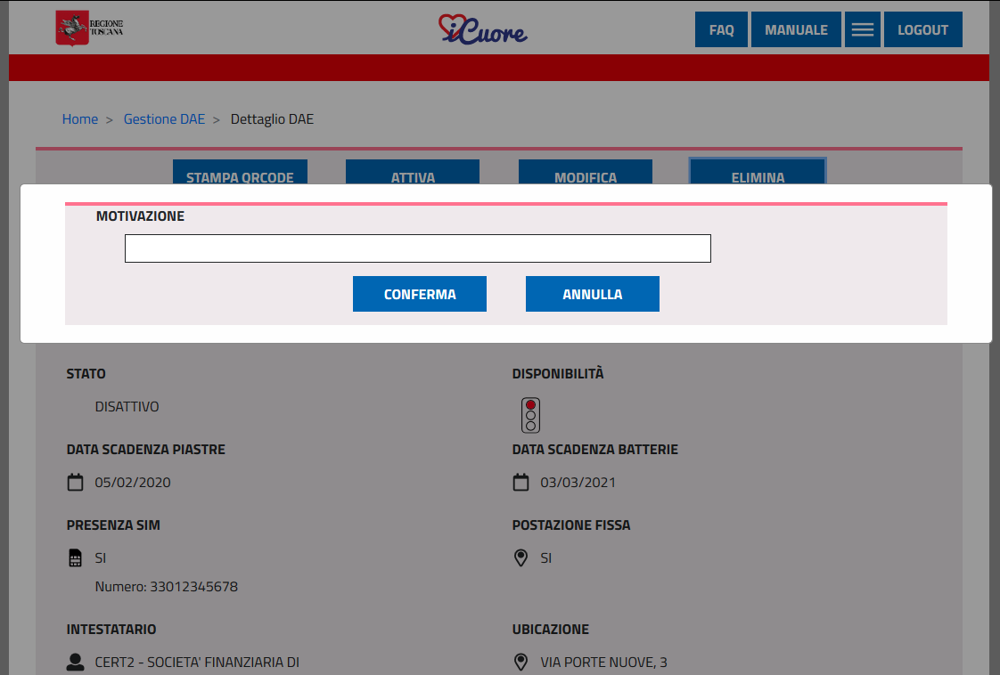 REGIONE
TOSCANA
iCuore
FAQ
MANUALE
LOGOUT
Home > Gestione DAE > Dettaglio DAE
STAMPA QRCODE
ATTIVA
MODIFICA
ELIMINA
MOTIVAZIONE
CONFERMA
ANNULLA
STATO
DISPONIBILITÀ
DISATTIVO
DATA SCADENZA PIASTRE
DATA SCADENZA BATTERIE
05/02/2020
03/03/2021
PRESENZA SIM
POSTAZIONE FISSA
SI
SI
Numero: 33012345678
INTESTATARIO
UBICAZIONE
CERT2 - SOCIETA' FINANZIARIA DI
VIA PORTE NUOVE, 3